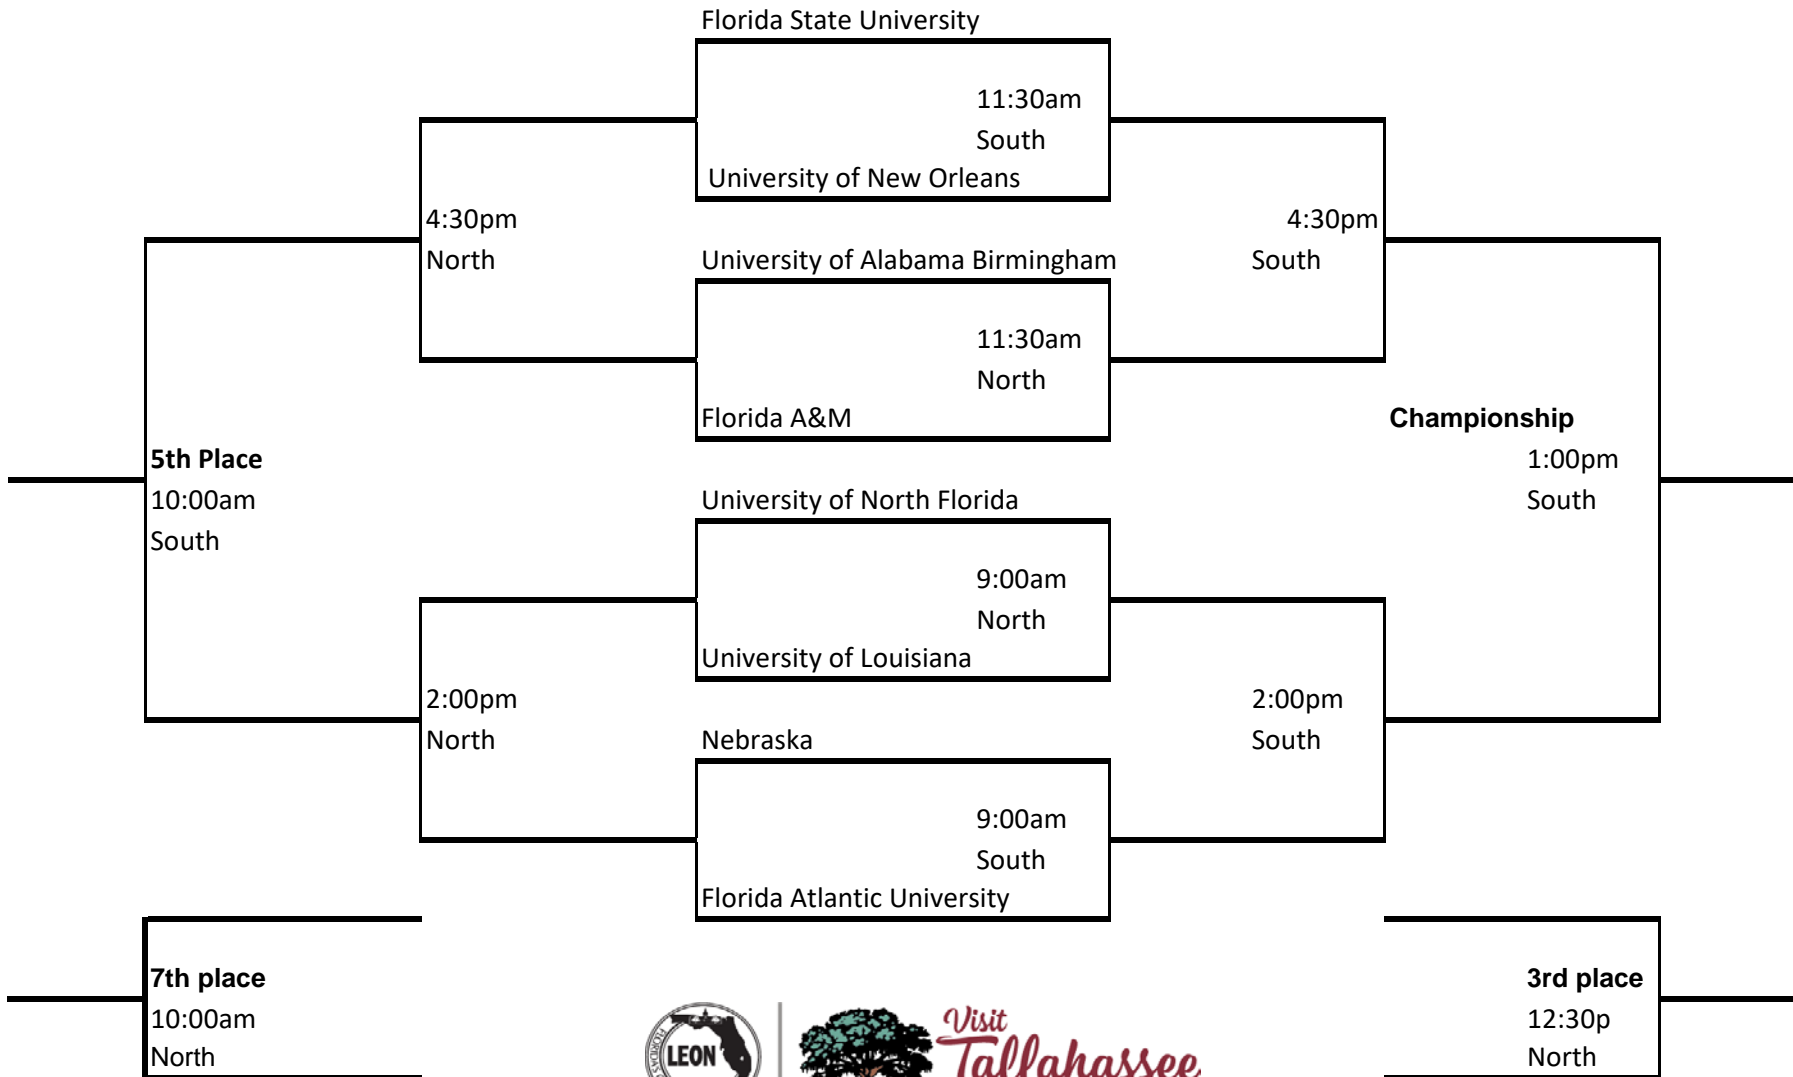 Florida State University
11:30am
South
University of New Orleans
4:30pm
North
4:30pm
South
University of Alabama Birmingham
11:30am
North
Florida A&M
Championship
1:00pm
South
5th Place
10:00am
South
University of North Florida
9:00am
North
University of Louisiana
2:00pm
North
2:00pm
South
Nebraska
9:00am
South
Florida Atlantic University
7th place
10:00am
North
3rd place
12:30p
North
LEON
Visit
Tallahassee